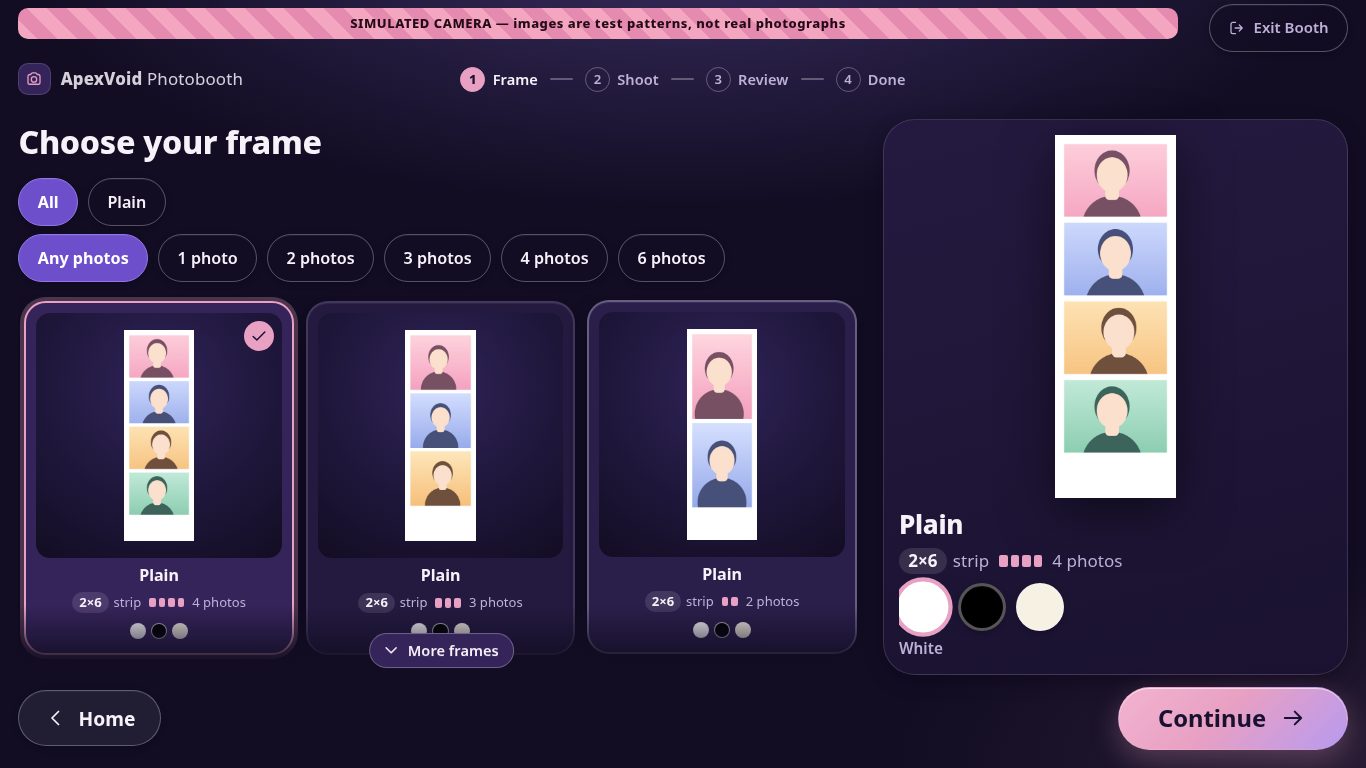 SIMULATED CAMERA — images are test patterns, not real photographs
Exit Booth
ApexVoid Photobooth
1 Frame 2 Shoot 3 Review 4 Done
Choose your frame
All Plain
Any photos 1 photo 2 photos 3 photos 4 photos 6 photos
Plain
2×6 strip 4 photos
Plain
2×6 strip 3 photos
Plain
2×6 strip 2 photos
More frames
Plain
2×6 strip 4 photos
White
Home
Continue